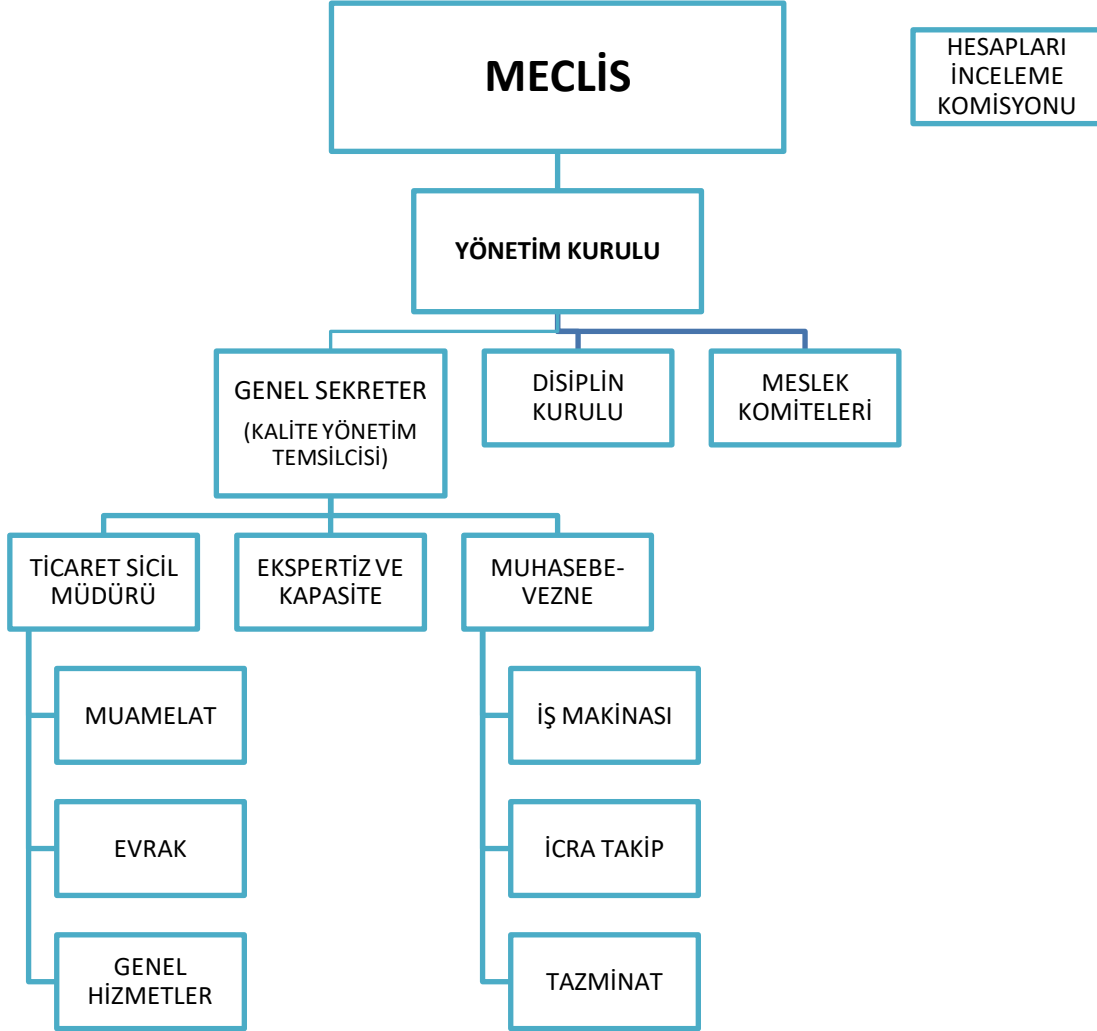 MECLİS
HESAPLARI
İNCELEME
KOMİSYONU
YÖNETİM KURULU
GENEL SEKRETER
(KALİTE YÖNETİM
TEMSİLCİSİ)
DİSİPLİN
KURULU
MESLEK
KOMİTELERİ
TİCARET SİCİL
MÜDÜRÜ
EKSPERTİZ VE
KAPASİTE
MUHASEBE-
VEZNE
MUAMELAT
İŞ MAKİNASI
EVRAK
İCRA TAKİP
GENEL
HİZMETLER
TAZMİNAT